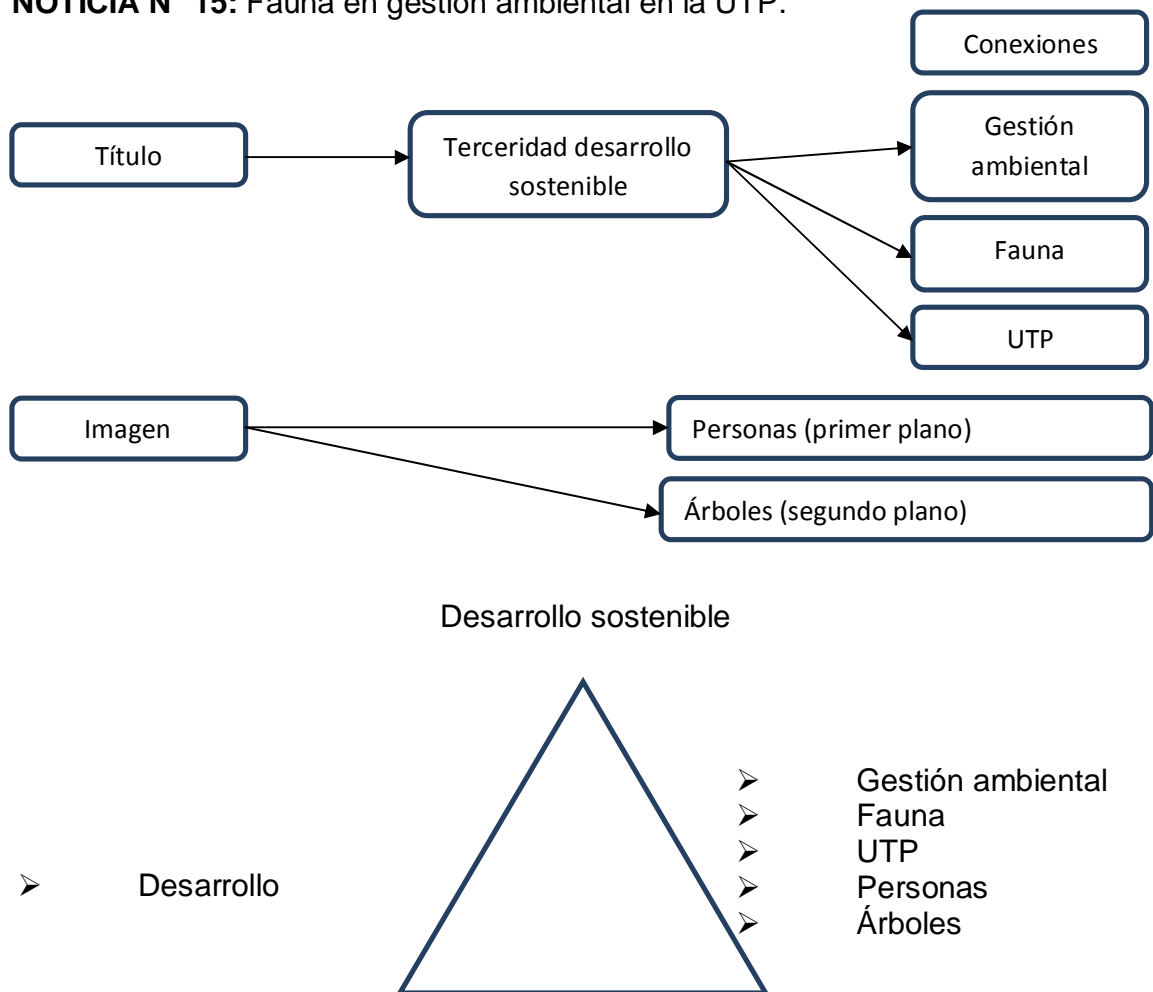 NOTICIA N° 15: Fauna en gestión ambiental en la UTP.
Conexiones
Título
Terceridad desarrollo
sostenible
Gestión
ambiental
Fauna
UTP
Imagen
Personas (primer plano)
Árboles (segundo plano)
Desarrollo sostenible
➢ Desarrollo
➢ Gestión ambiental
➢ Fauna
➢ UTP
➢ Personas
➢ Árboles